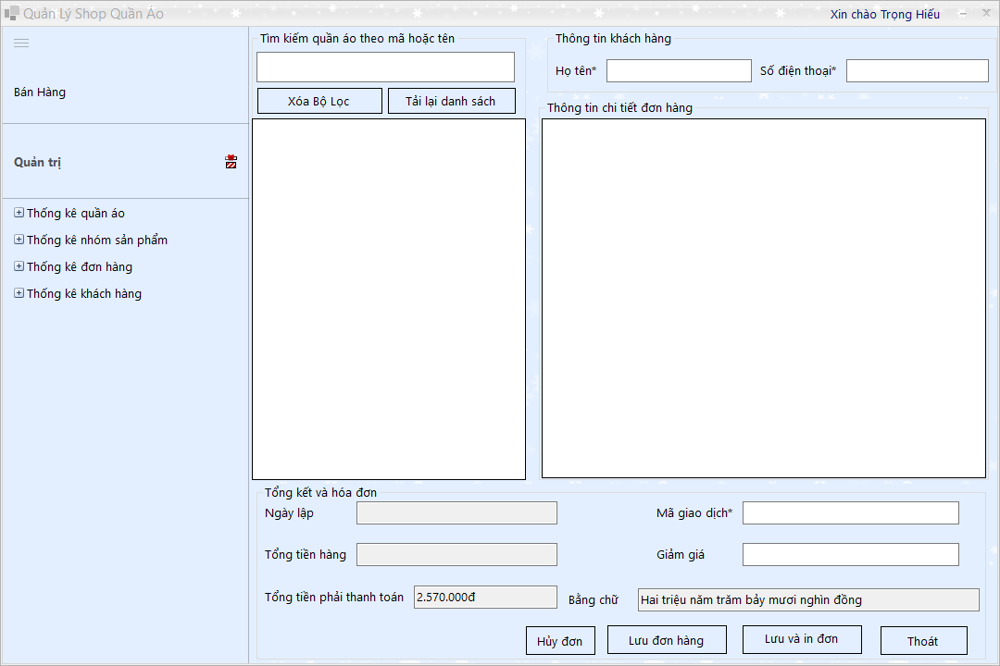 Quản Lý Shop Quần Áo
Xin chào Trọng Hiếu
Bán Hàng
Quản trị
Thống kê quần áo
Thống kê nhóm sản phẩm
Thống kê đơn hàng
Thống kê khách hàng
Tìm kiếm quần áo theo mã hoặc tên
Xóa Bộ Lọc
Tải lại danh sách
Thông tin khách hàng
Họ tên*
Số điện thoại*
Thông tin chi tiết đơn hàng
Tổng kết và hóa đơn
Ngày lập
Mã giao dịch*
Tổng tiền hàng
Giảm giá
Tổng tiền phải thanh toán
2.570.000đ
Bằng chữ
Hai triệu năm trăm bảy mươi nghìn đồng
Hủy đơn
Lưu đơn hàng
Lưu và in đơn
Thoát